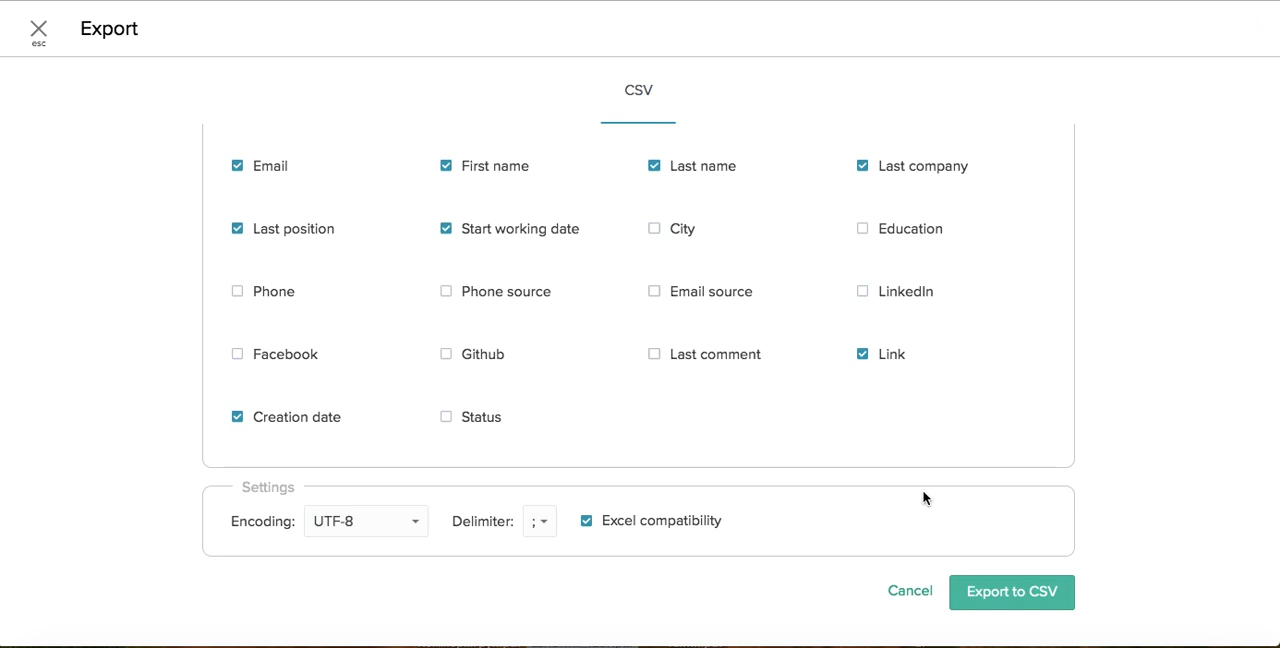 Export
esc
CSV
Email First name Last name Last company
Last position Start working date City Education
Phone Phone source Email source LinkedIn
Facebook Github Last comment Link
Creation date Status
Settings
Encoding: UTF-8 Delimiter: ; Excel compatibility
Cancel Export to CSV